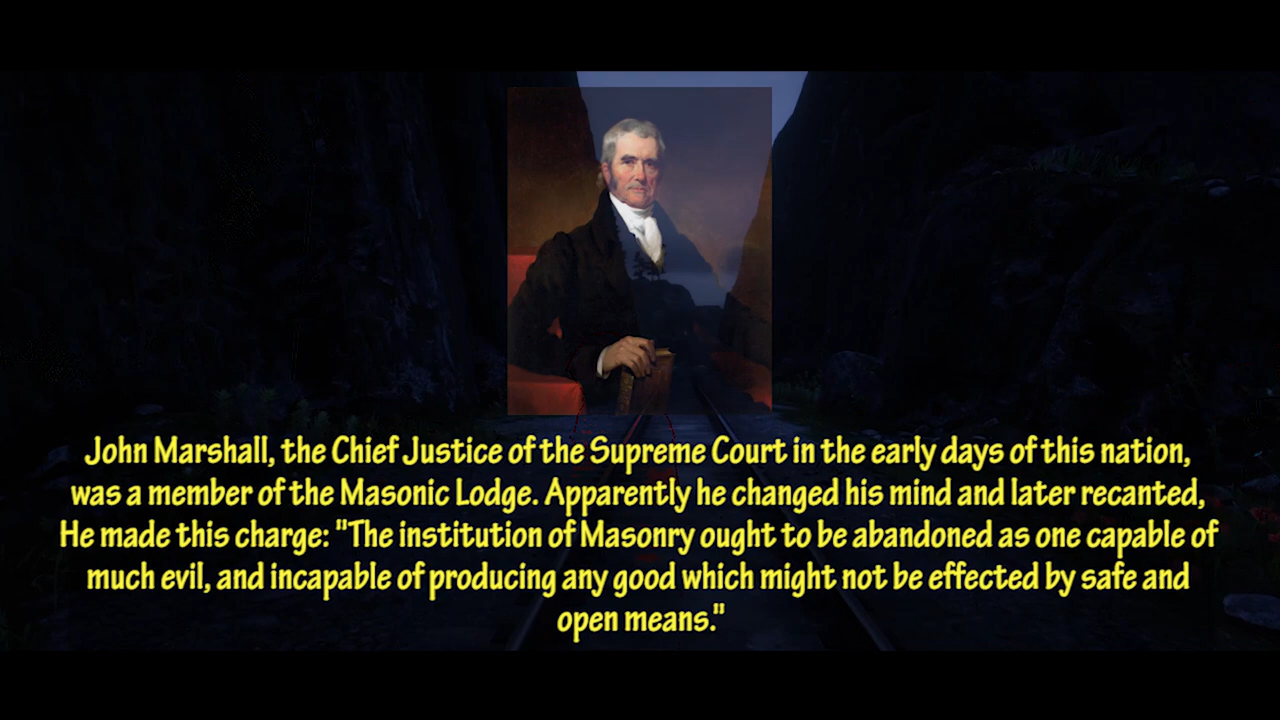 John Marshall, the Chief Justice of the Supreme Court in the early days of this nation,
was a member of the Masonic Lodge. Apparently he changed his mind and later recanted,
He made this charge: "The institution of Masonry ought to be abandoned as one capable of
much evil, and incapable of producing any good which might not be effected by safe and
open means."